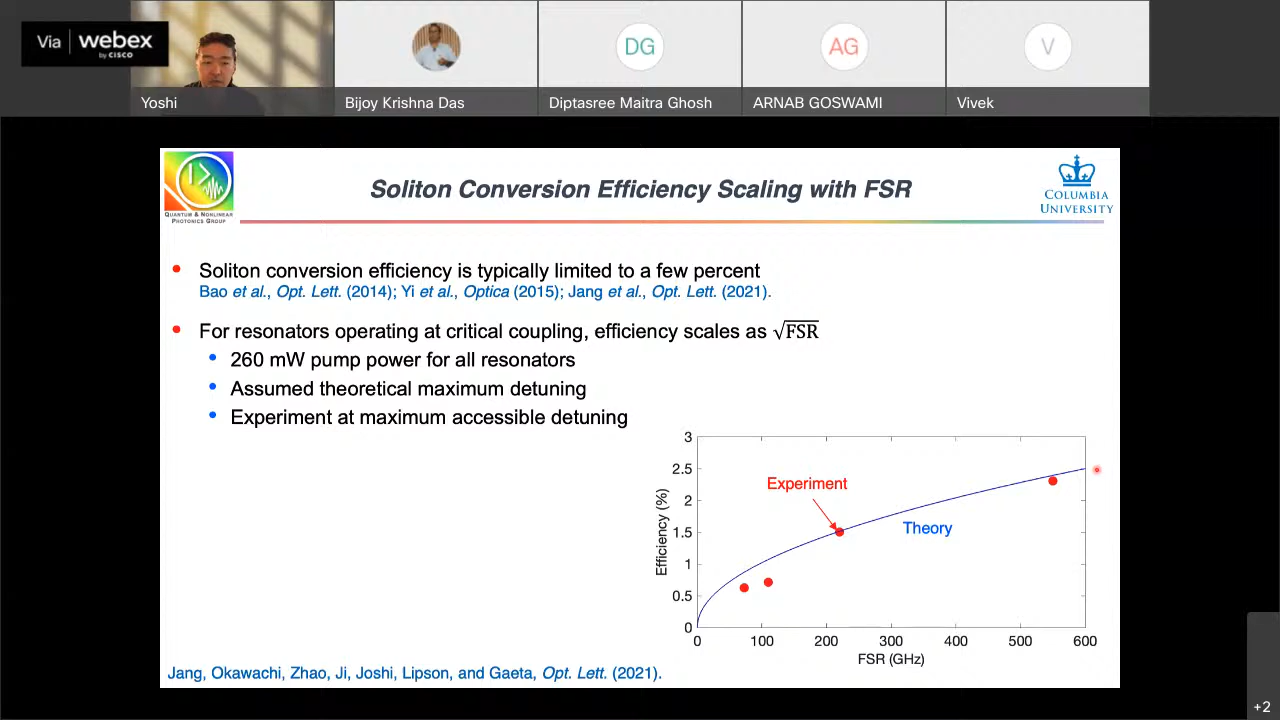 Via webex
by CISCO
DG
AG
V
Yoshi
Bijoy Krishna Das
Diptasree Maitra Ghosh
ARNAB GOSWAMI
Vivek
QUANTUM & NONLINEAR
PHOTONICS GROUP
Soliton Conversion Efficiency Scaling with FSR
COLUMBIA
UNIVERSITY
• Soliton conversion efficiency is typically limited to a few percent
Bao et al., Opt. Lett. (2014); Yi et al., Optica (2015); Jang et al., Opt. Lett. (2021).
• For resonators operating at critical coupling, efficiency scales as √FSR
• 260 mW pump power for all resonators
• Assumed theoretical maximum detuning
• Experiment at maximum accessible detuning
3
2.5
2
1.5
1
0.5
0
Efficiency (%)
Experiment
Theory
0 100 200 300 400 500 600
FSR (GHz)
Jang, Okawachi, Zhao, Ji, Joshi, Lipson, and Gaeta, Opt. Lett. (2021).
+2